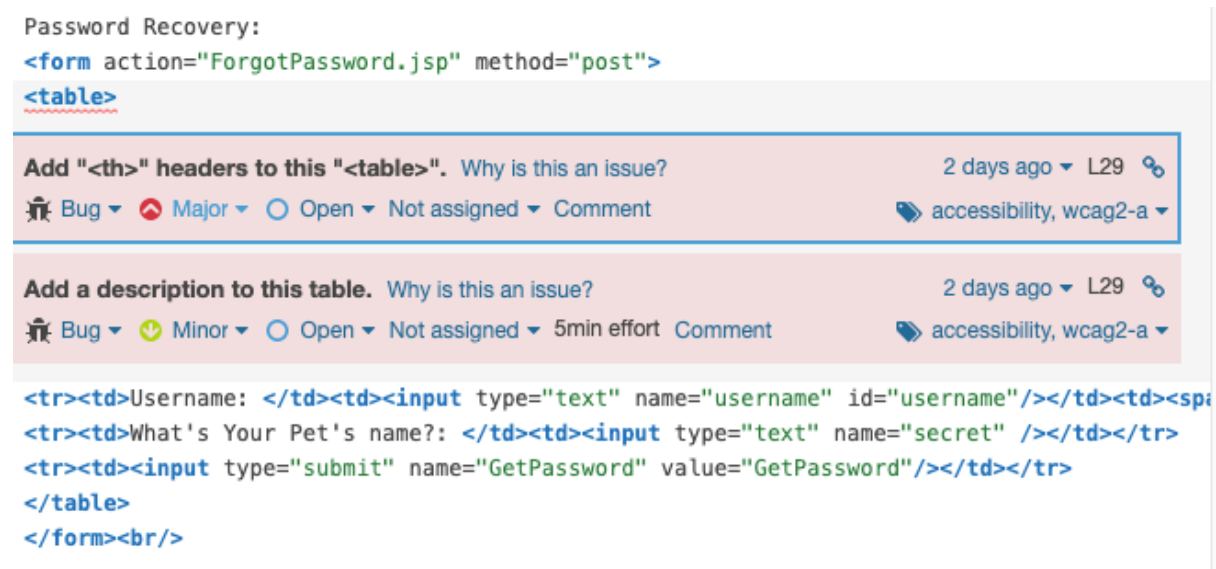 Password Recovery:
<form action="ForgotPassword.jsp" method="post">
<table>
Add "<th>" headers to this "<table>". Why is this an issue? 2 days ago L29
Bug Major Open Not assigned Comment accessibility, wcag2-a
Add a description to this table. Why is this an issue? 2 days ago L29
Bug Minor Open Not assigned 5min effort Comment accessibility, wcag2-a
<tr><td>Username: </td><td><input type="text" name="username" id="username"/></td><td><spa
<tr><td>What's Your Pet's name?: </td><td><input type="text" name="secret" /></td></tr>
<tr><td><input type="submit" name="GetPassword" value="GetPassword"/></td></tr>
</table>
</form><br/>